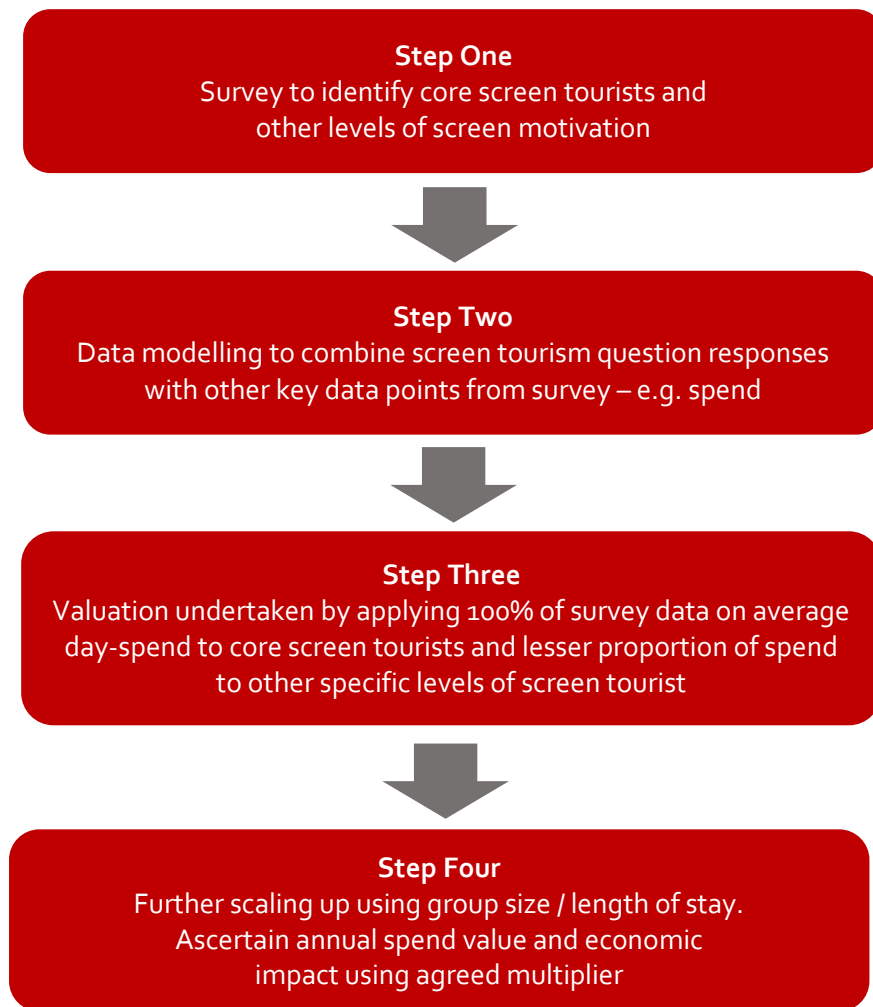 Step One
Survey to identify core screen tourists and
other levels of screen motivation
Step Two
Data modelling to combine screen tourism question responses
with other key data points from survey – e.g. spend
Step Three
Valuation undertaken by applying 100% of survey data on average
day-spend to core screen tourists and lesser proportion of spend
to other specific levels of screen tourist
Step Four
Further scaling up using group size / length of stay.
Ascertain annual spend value and economic
impact using agreed multiplier